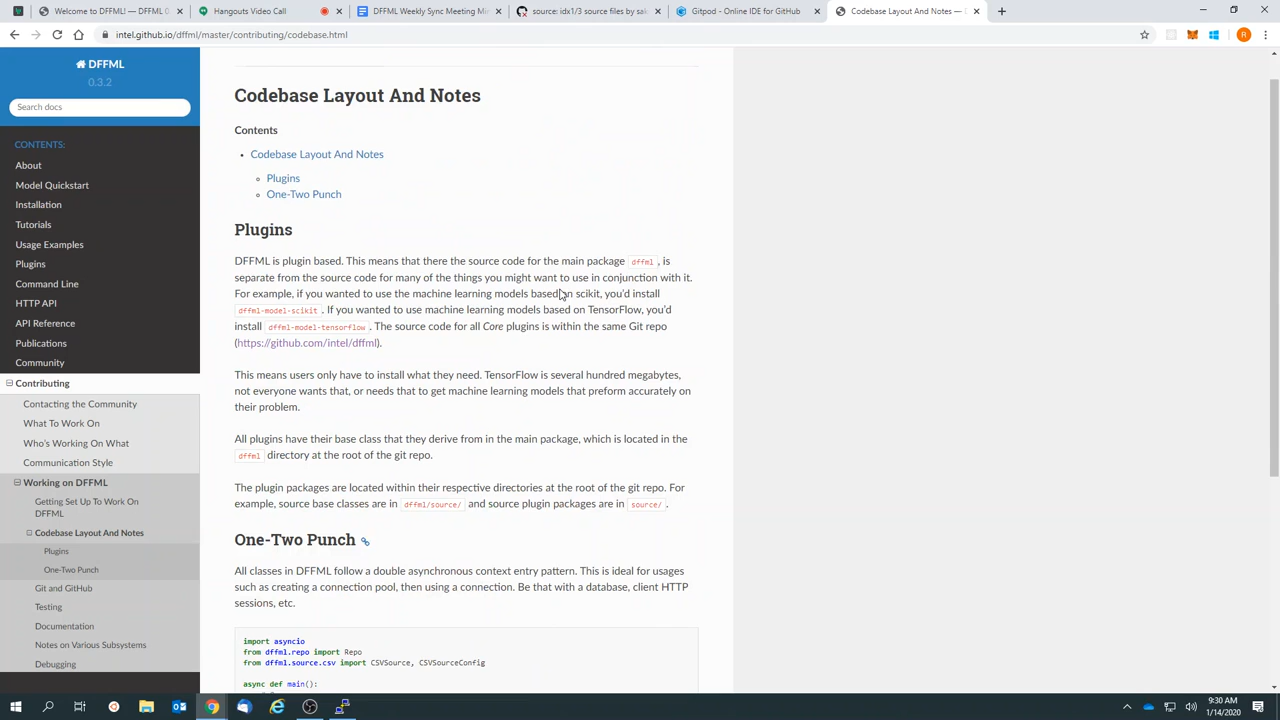 Welcome to DFFML! — DFFML 0
Hangouts Video Call
DFFML Weekly Sync Meeting Min
source: idx1/3 source files by sak
Gitpod - Online IDE for GitHub
Codebase Layout And Notes —
intel.github.io/dffml/master/contributing/codebase.html
R
DFFML
0.3.2
Search docs
CONTENTS:
About
Model Quickstart
Installation
Tutorials
Usage Examples
Plugins
Command Line
HTTP API
API Reference
Publications
Community
Contributing
Contacting the Community
What To Work On
Who's Working On What
Communication Style
Working on DFFML
Getting Set Up To Work On
DFFML
Codebase Layout And Notes
Plugins
One-Two Punch
Git and GitHub
Testing
Documentation
Notes on Various Subsystems
Debugging
Codebase Layout And Notes
Contents
• Codebase Layout And Notes
Plugins
One-Two Punch
Plugins
DFFML is plugin based. This means that there the source code for the main package dffml , is
separate from the source code for many of the things you might want to use in conjunction with it.
For example, if you wanted to use the machine learning models based on scikit, you'd install
dffml-model-scikit . If you wanted to use machine learning models based on TensorFlow, you'd
install dffml-model-tensorflow . The source code for all Core plugins is within the same Git repo
(https://github.com/intel/dffml).
This means users only have to install what they need. TensorFlow is several hundred megabytes,
not everyone wants that, or needs that to get machine learning models that preform accurately on
their problem.
All plugins have their base class that they derive from in the main package, which is located in the
dffml directory at the root of the git repo.
The plugin packages are located within their respective directories at the root of the git repo. For
example, source base classes are in dffml/source/ and source plugin packages are in source/ .
One-Two Punch
All classes in DFFML follow a double asynchronous context entry pattern. This is ideal for usages
such as creating a connection pool, then using a connection. Be that with a database, client HTTP
sessions, etc.
import asyncio
from dffml.repo import Repo
from dffml.source.csv import CSVSource, CSVSourceConfig
async def main():
9:30 AM
1/14/2020